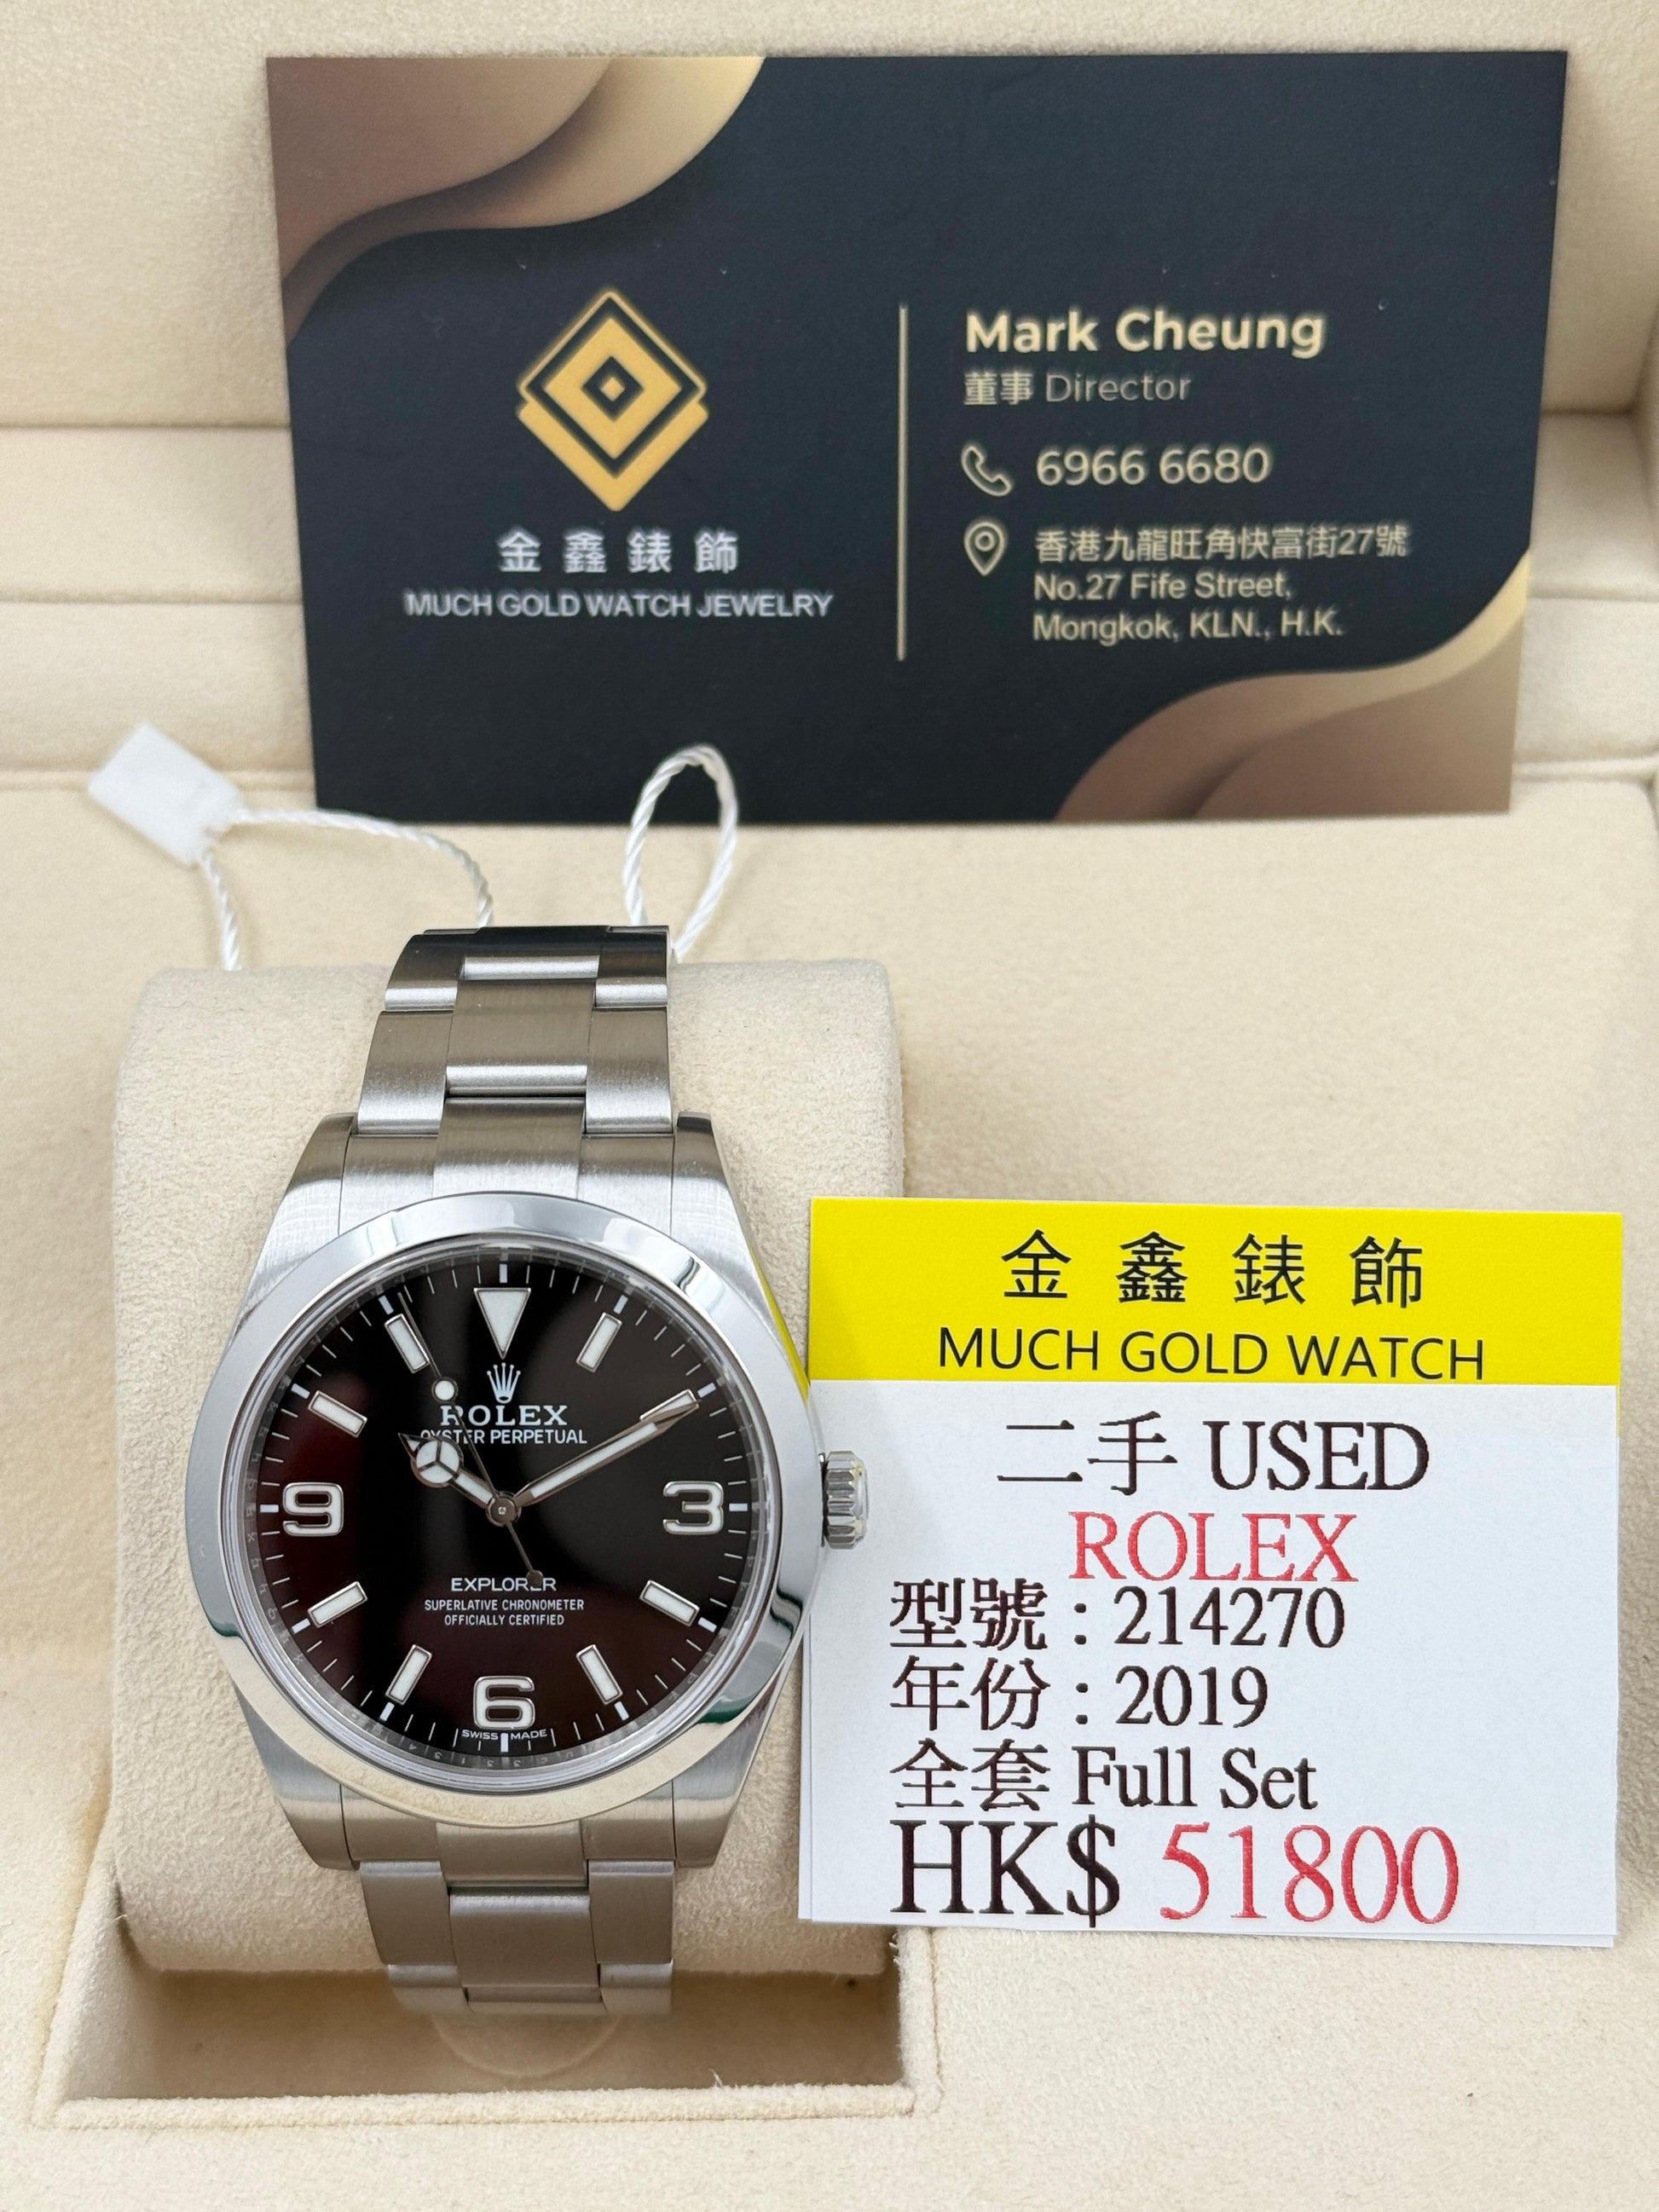 金鑫錶飾
MUCH GOLD WATCH JEWELRY
Mark Cheung
董事 Director
6966 6680
香港九龍旺角快富街27號
No.27 Fife Street,
Mongkok, KLN., H.K.
ROLEX
OYSTER PERPETUAL
9
3
EXPLORER
SUPERLATIVE CHRONOMETER
OFFICIALLY CERTIFIED
6
SWISS MADE
金鑫錶飾
MUCH GOLD WATCH
二手 USED
ROLEX
型號：214270
年份：2019
全套 Full Set
HK$ 51800